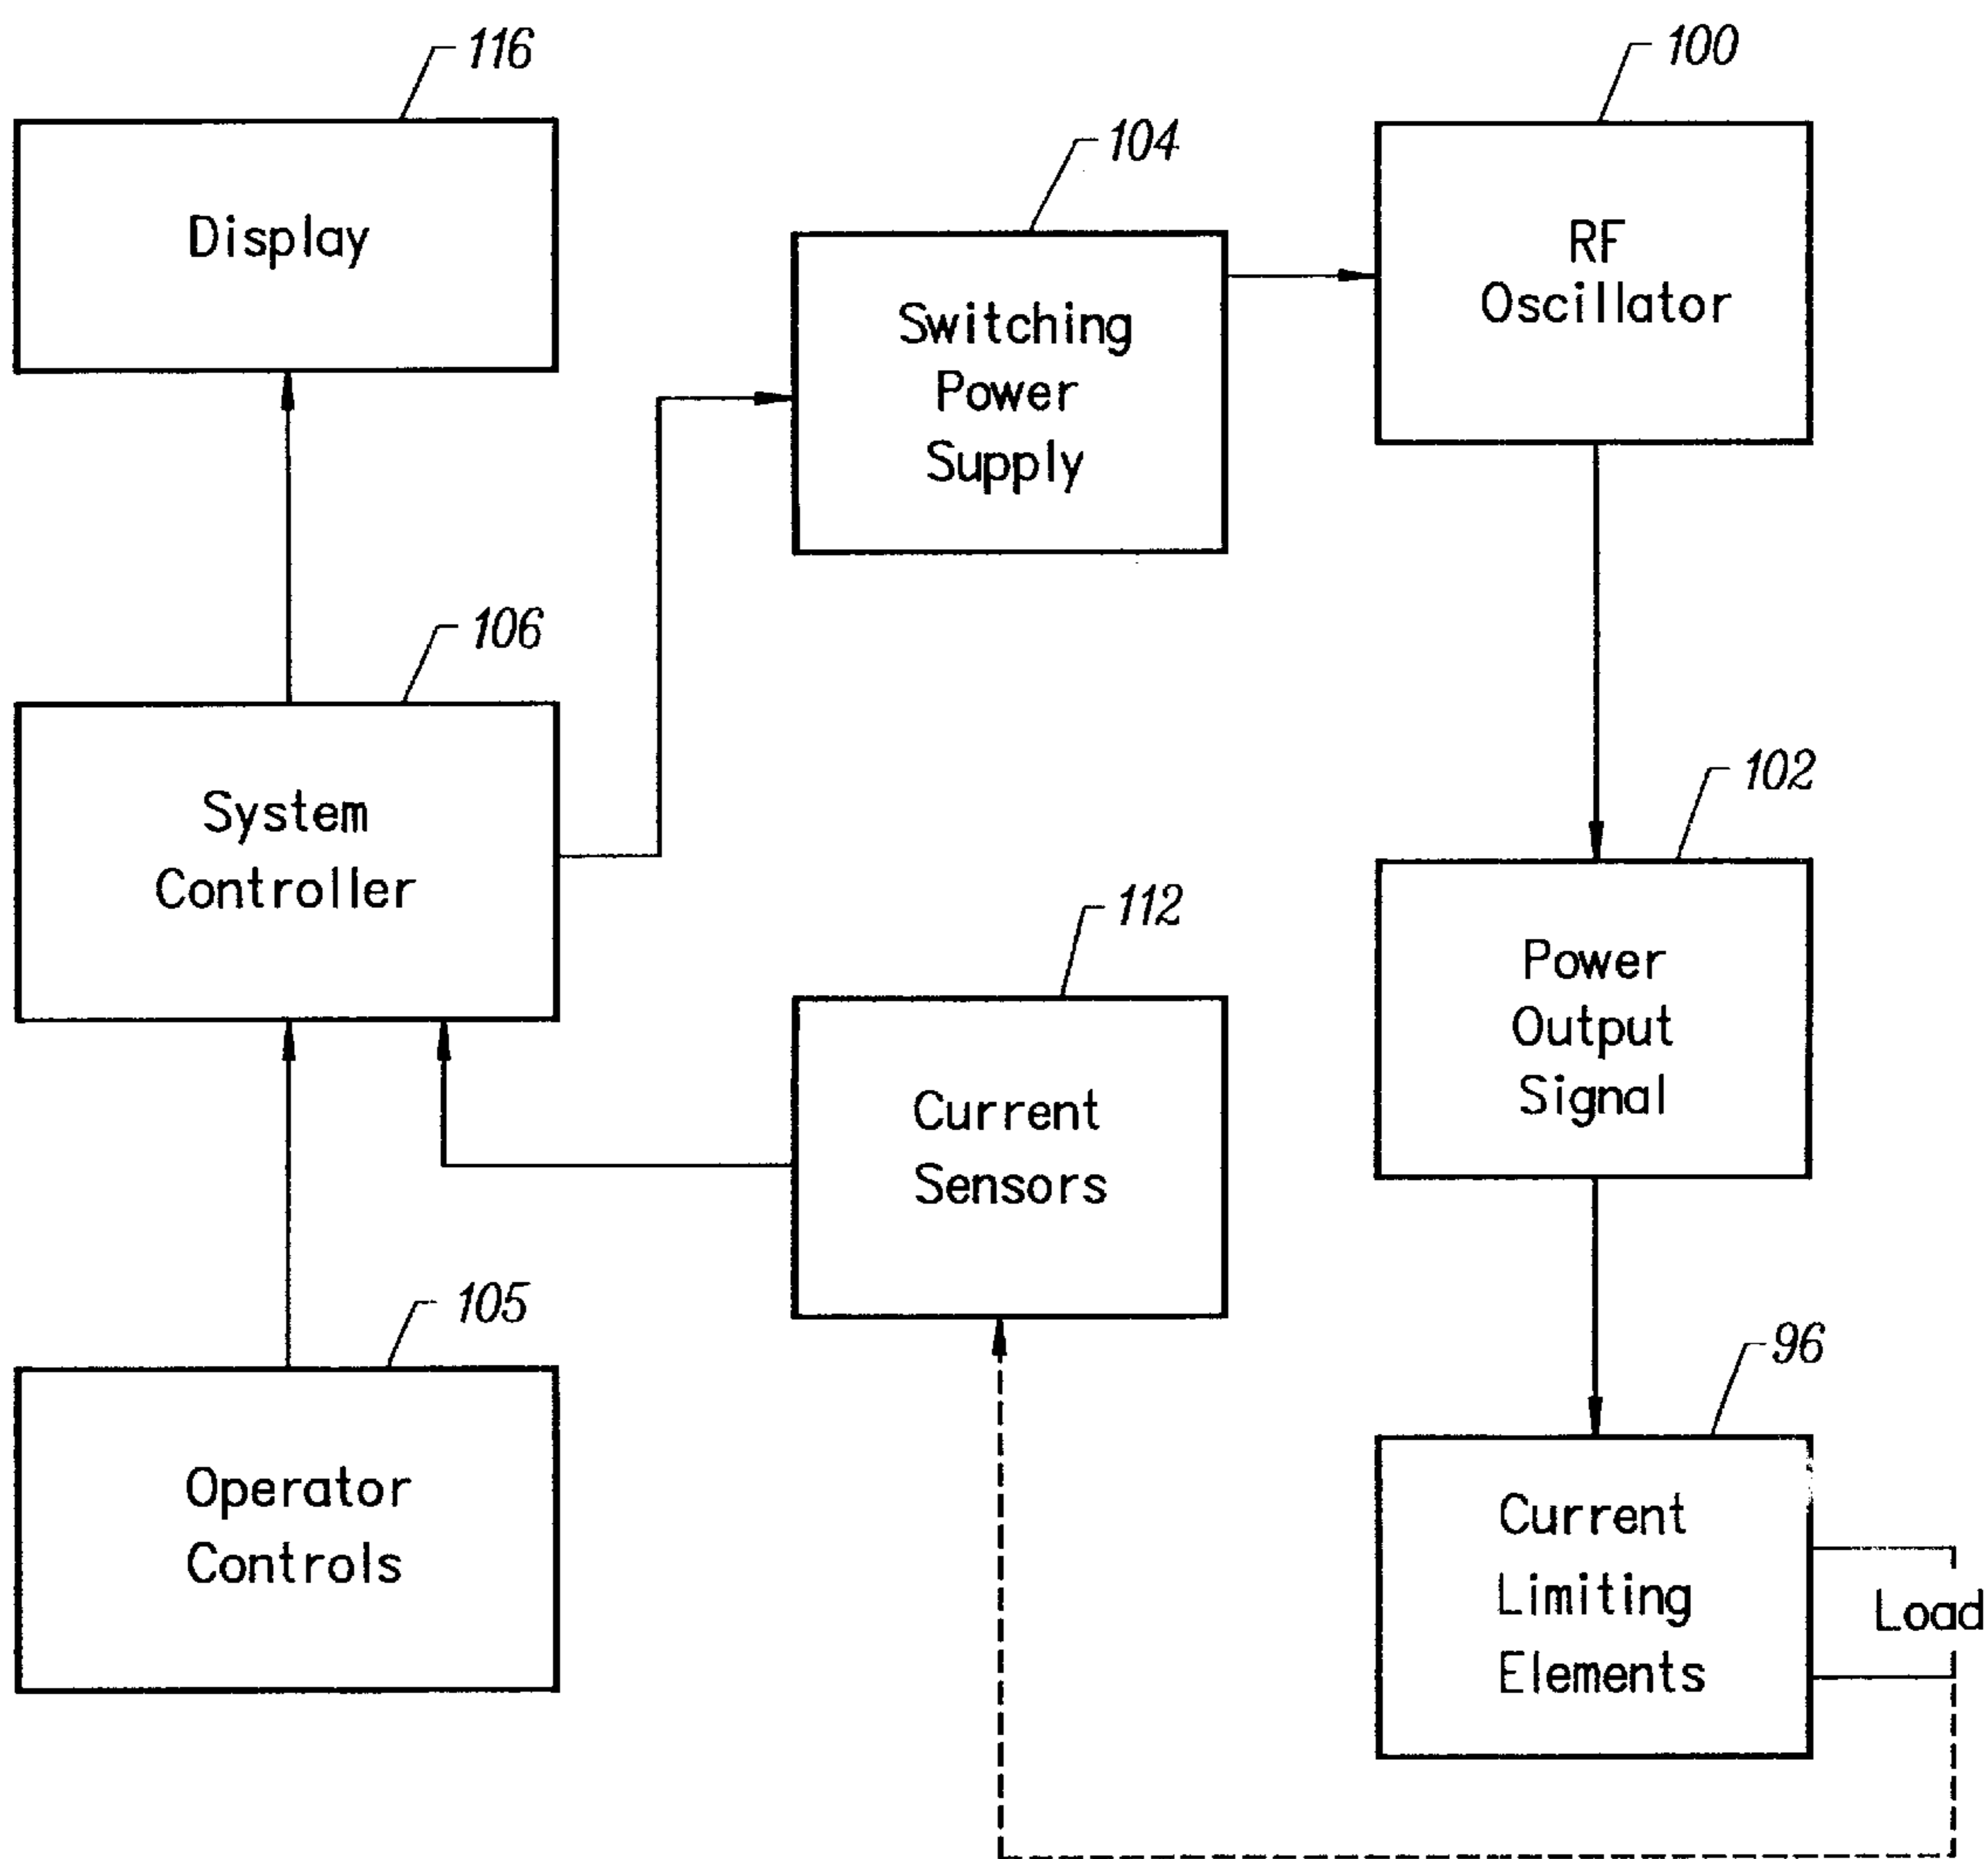 116
Display
104
Switching
Power
Supply
100
RF
Oscillator
106
System
Controller
112
Current
Sensors
102
Power
Output
Signal
105
Operator
Controls
96
Current
Limiting
Elements
Load